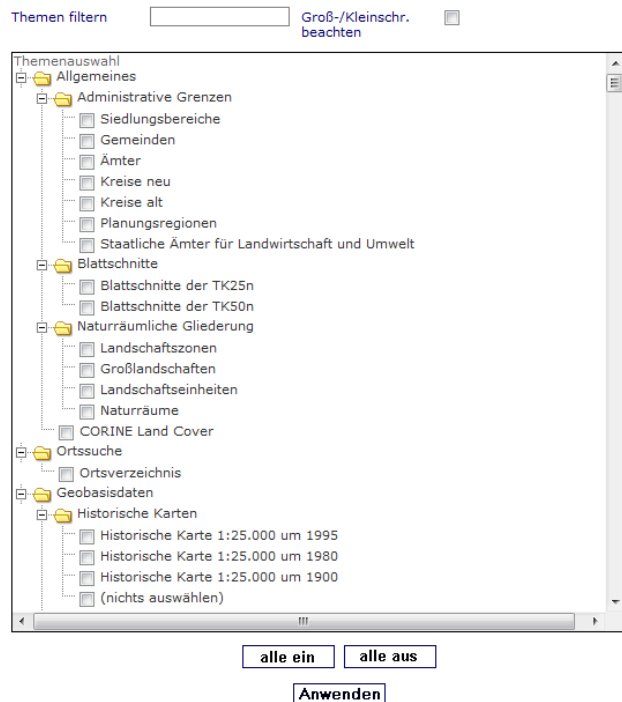 Themen filtern
Groß-/Kleinschr.
beachten
Themenauswahl
Allgemeines
Administrative Grenzen
Siedlungsbereiche
Gemeinden
Ämter
Kreise neu
Kreise alt
Planungsregionen
Staatliche Ämter für Landwirtschaft und Umwelt
Blattschnitte
Blattschnitte der TK25n
Blattschnitte der TK50n
Naturräumliche Gliederung
Landschaftszonen
Großlandschaften
Landschaftseinheiten
Naturräume
CORINE Land Cover
Ortssuche
Ortsverzeichnis
Geobasisdaten
Historische Karten
Historische Karte 1:25.000 um 1995
Historische Karte 1:25.000 um 1980
Historische Karte 1:25.000 um 1900
(nichts auswählen)
alle ein alle aus
Anwenden